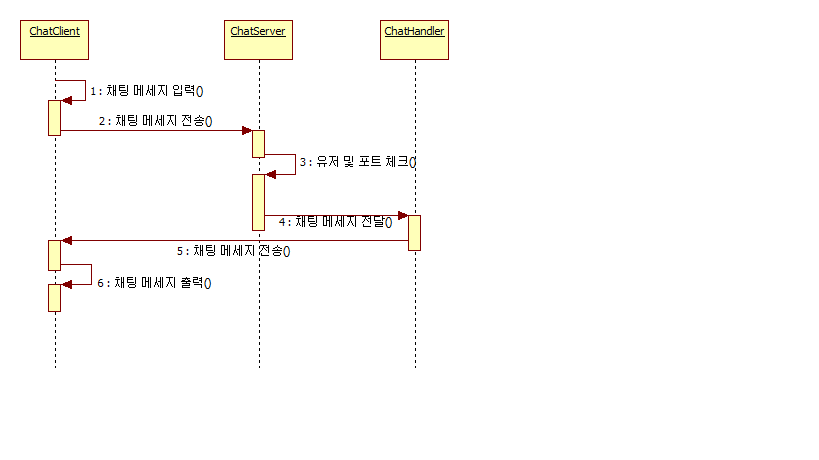 ChatClient
ChatServer
ChatHandler
1 : 채팅 메세지 입력()
2 : 채팅 메세지 전송()
3 : 유저 및 포트 체크()
4 : 채팅 메세지 전달()
5 : 채팅 메세지 전송()
6 : 채팅 메세지 출력()